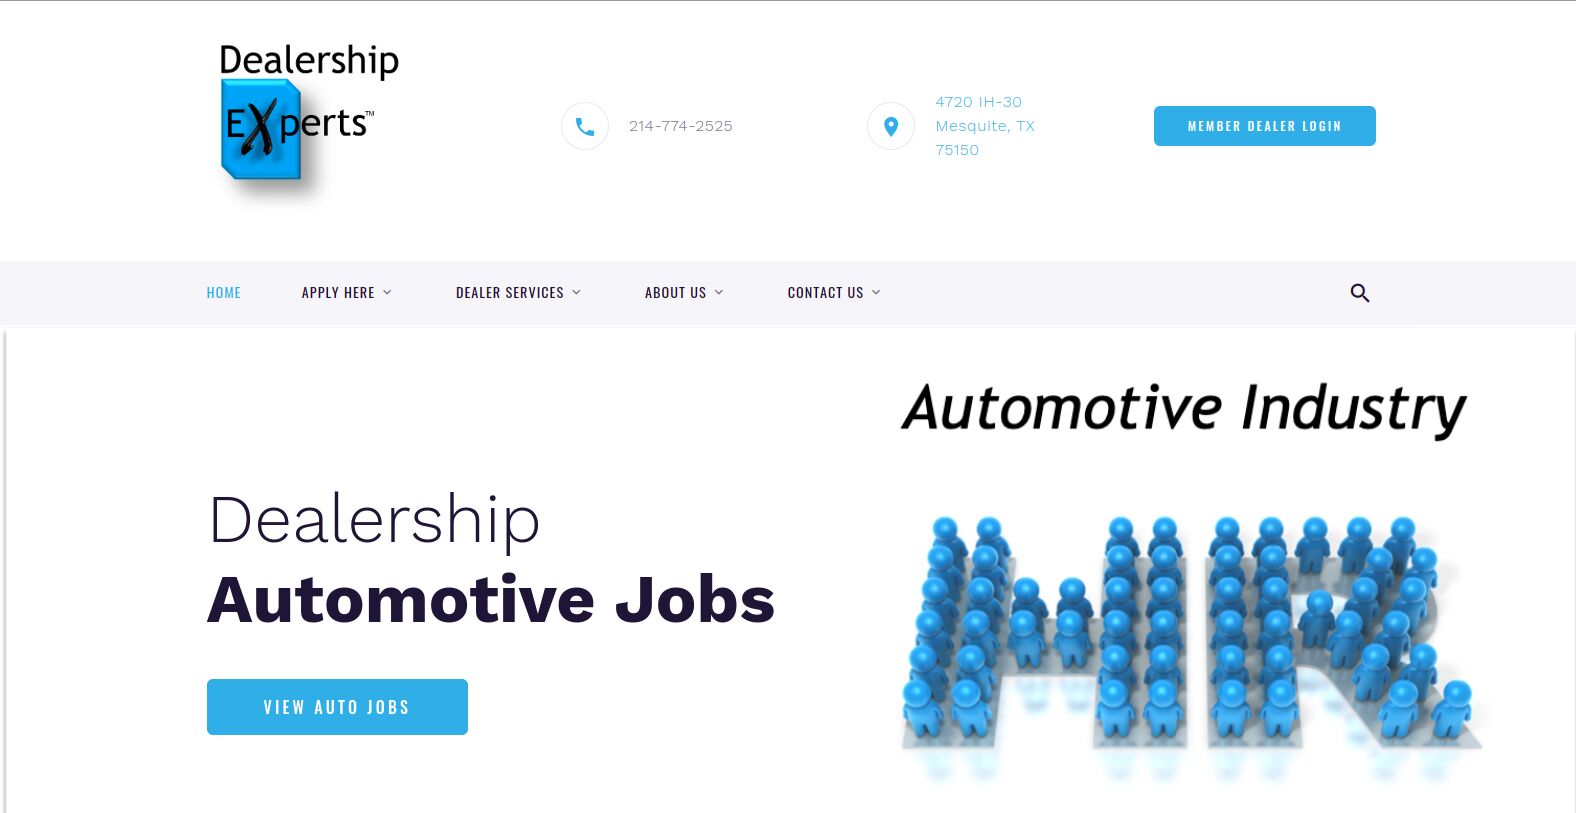 Dealership
Experts™
214-774-2525
4720 IH-30
Mesquite, TX
75150
MEMBER DEALER LOGIN
HOME
APPLY HERE
DEALER SERVICES
ABOUT US
CONTACT US
Automotive Industry
HR
Dealership
Automotive Jobs
VIEW AUTO JOBS